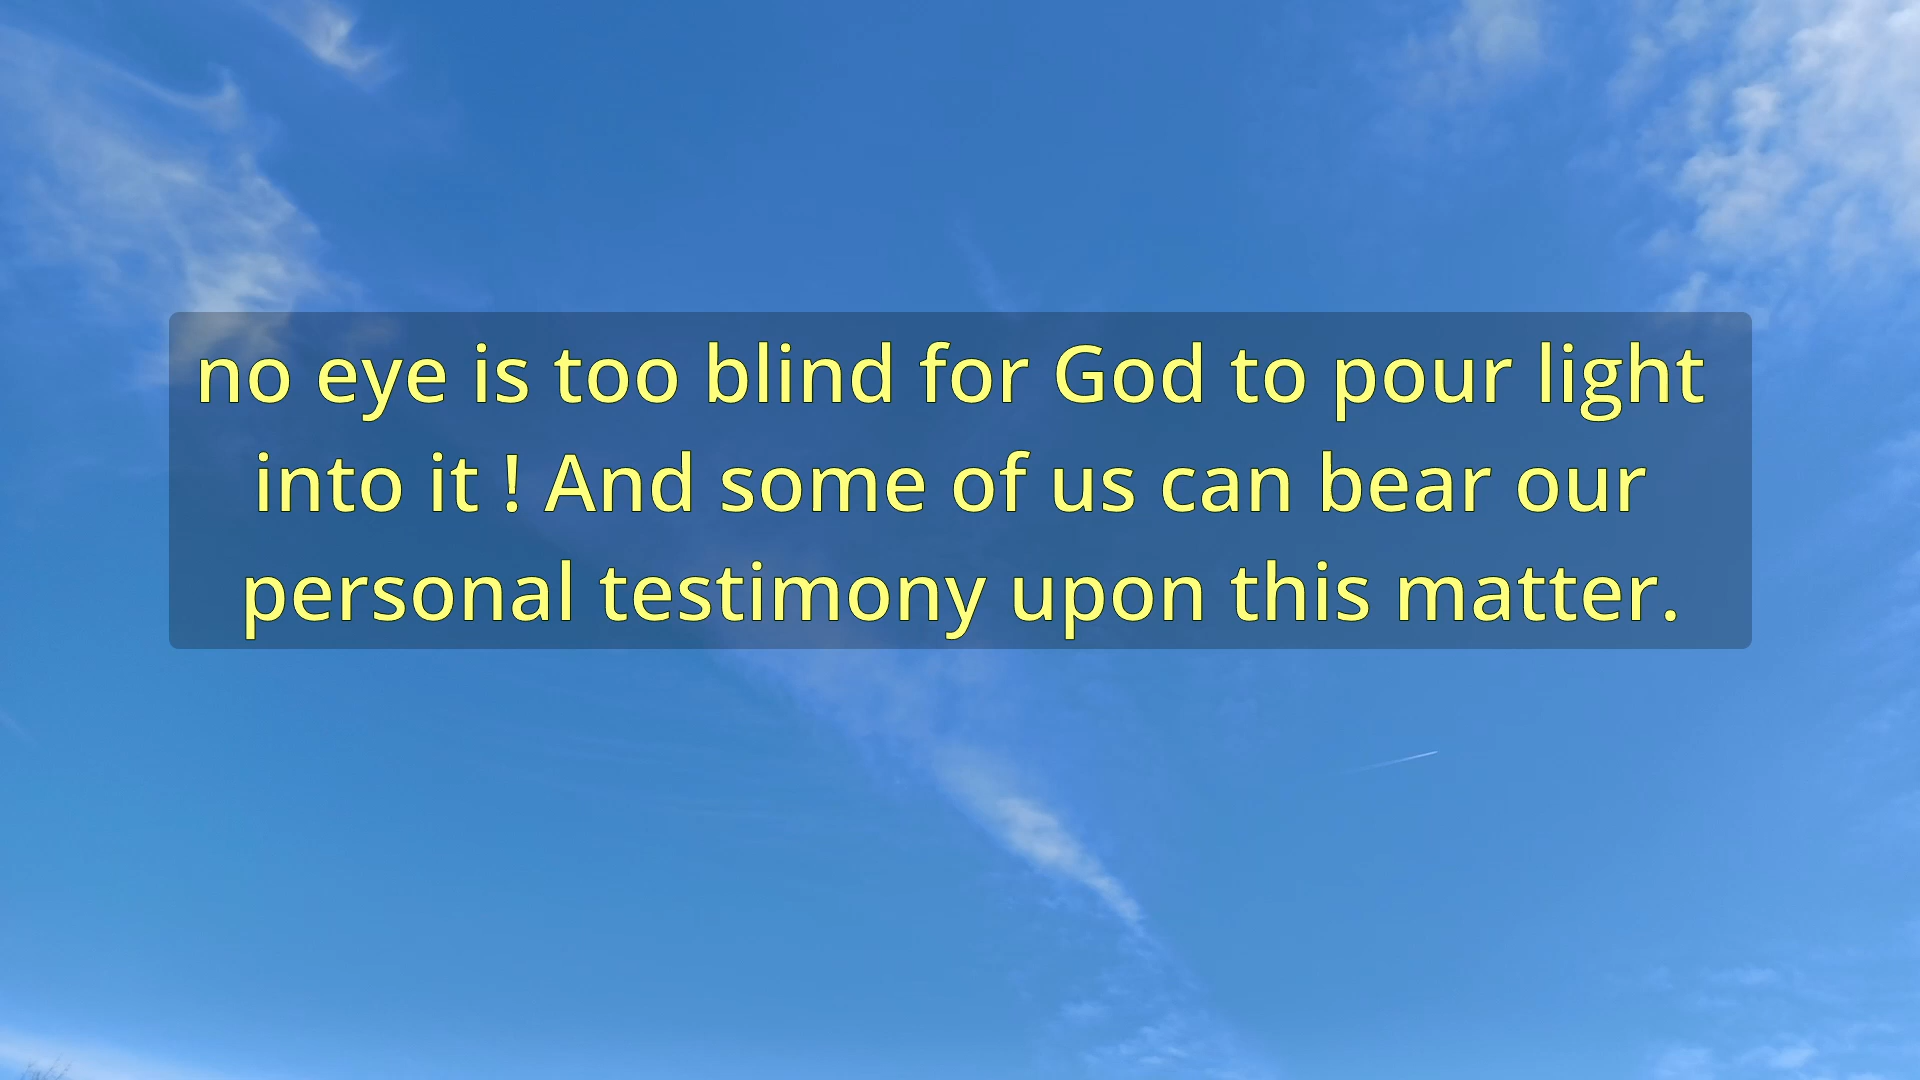 no eye is too blind for God to pour light
into it ! And some of us can bear our
personal testimony upon this matter.